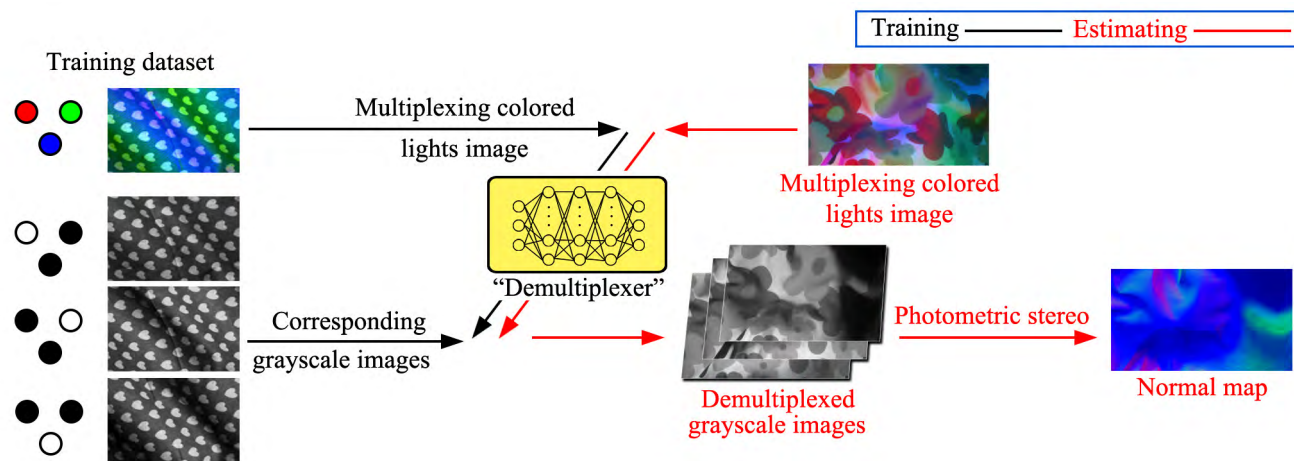 Training Estimating
Training dataset
Multiplexing colored
lights image
Multiplexing colored
lights image
“Demultiplexer”
Corresponding
grayscale images
Photometric stereo
Demultiplexed
grayscale images
Normal map